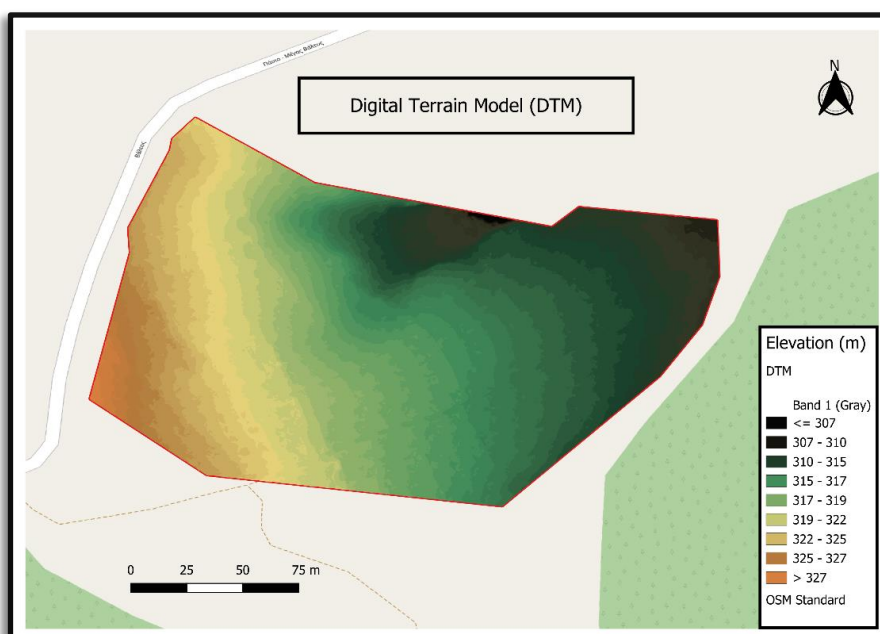 Digital Terrain Model (DTM)
N
Βάλτος
Elevation (m)
DTM
Band 1 (Gray)
<= 307
307 - 310
310 - 315
315 - 317
317 - 319
319 - 322
322 - 325
325 - 327
> 327
OSM Standard
0 25 50 75 m